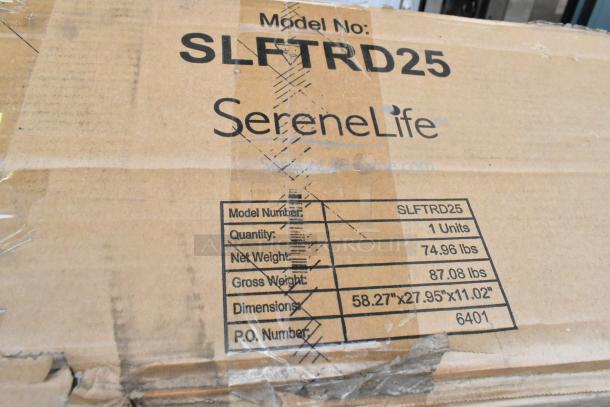 Model No:
SLFTRD25
SereneLife
Model Number: SLFTRD25
Quantity: 1 Units
Net Weight: 74.96 lbs
Gross Weight: 87.08 lbs
Dimensions: 58.27"x27.95"x11.02"
P.O. Number: 6401